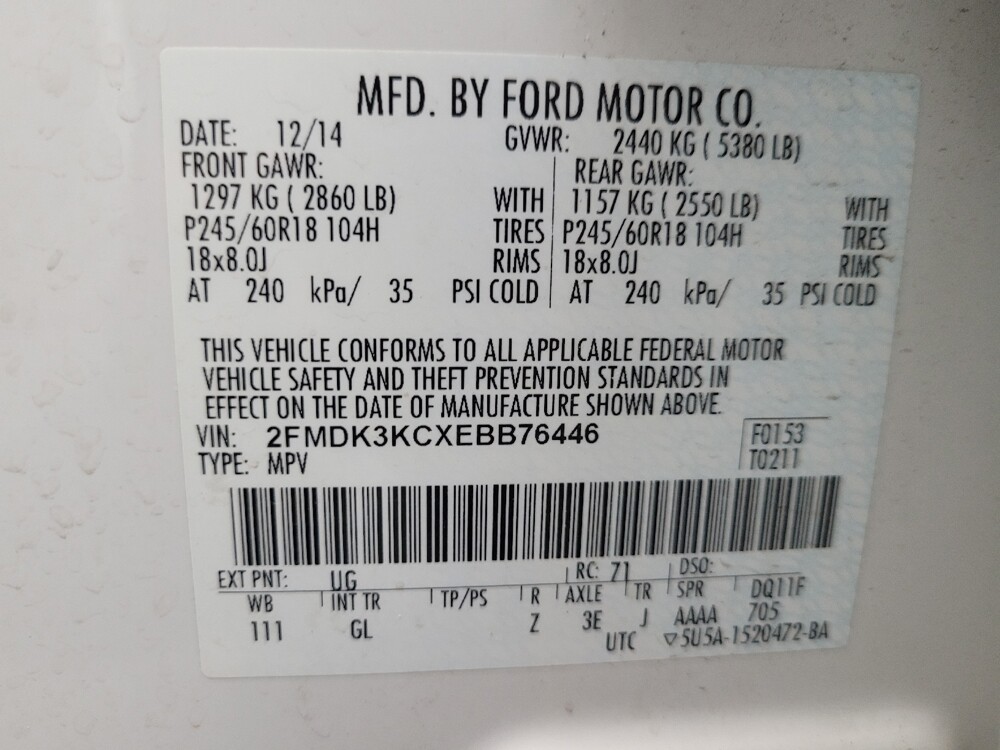 MFD. BY FORD MOTOR CO.
DATE: 12/14 GVWR: 2440 KG ( 5380 LB)
FRONT GAWR: REAR GAWR:
1297 KG ( 2860 LB) WITH 1157 KG ( 2550 LB) WITH
P245/60R18 104H TIRES P245/60R18 104H TIRES
18x8.0J RIMS 18x8.0J RIMS
AT 240 kPa/ 35 PSI COLD AT 240 kPa/ 35 PSI COLD
THIS VEHICLE CONFORMS TO ALL APPLICABLE FEDERAL MOTOR
VEHICLE SAFETY AND THEFT PREVENTION STANDARDS IN
EFFECT ON THE DATE OF MANUFACTURE SHOWN ABOVE.
VIN: 2FMDK3KCXEBB76446 F0153
TYPE: MPV T0211
EXT PNT: UG RC: 71 DSO:
WB INT TR TP/PS R AXLE TR SPR DQ11F
111 GL Z 3E J AAAA 705
UTC ▽5U5A-1520472-BA